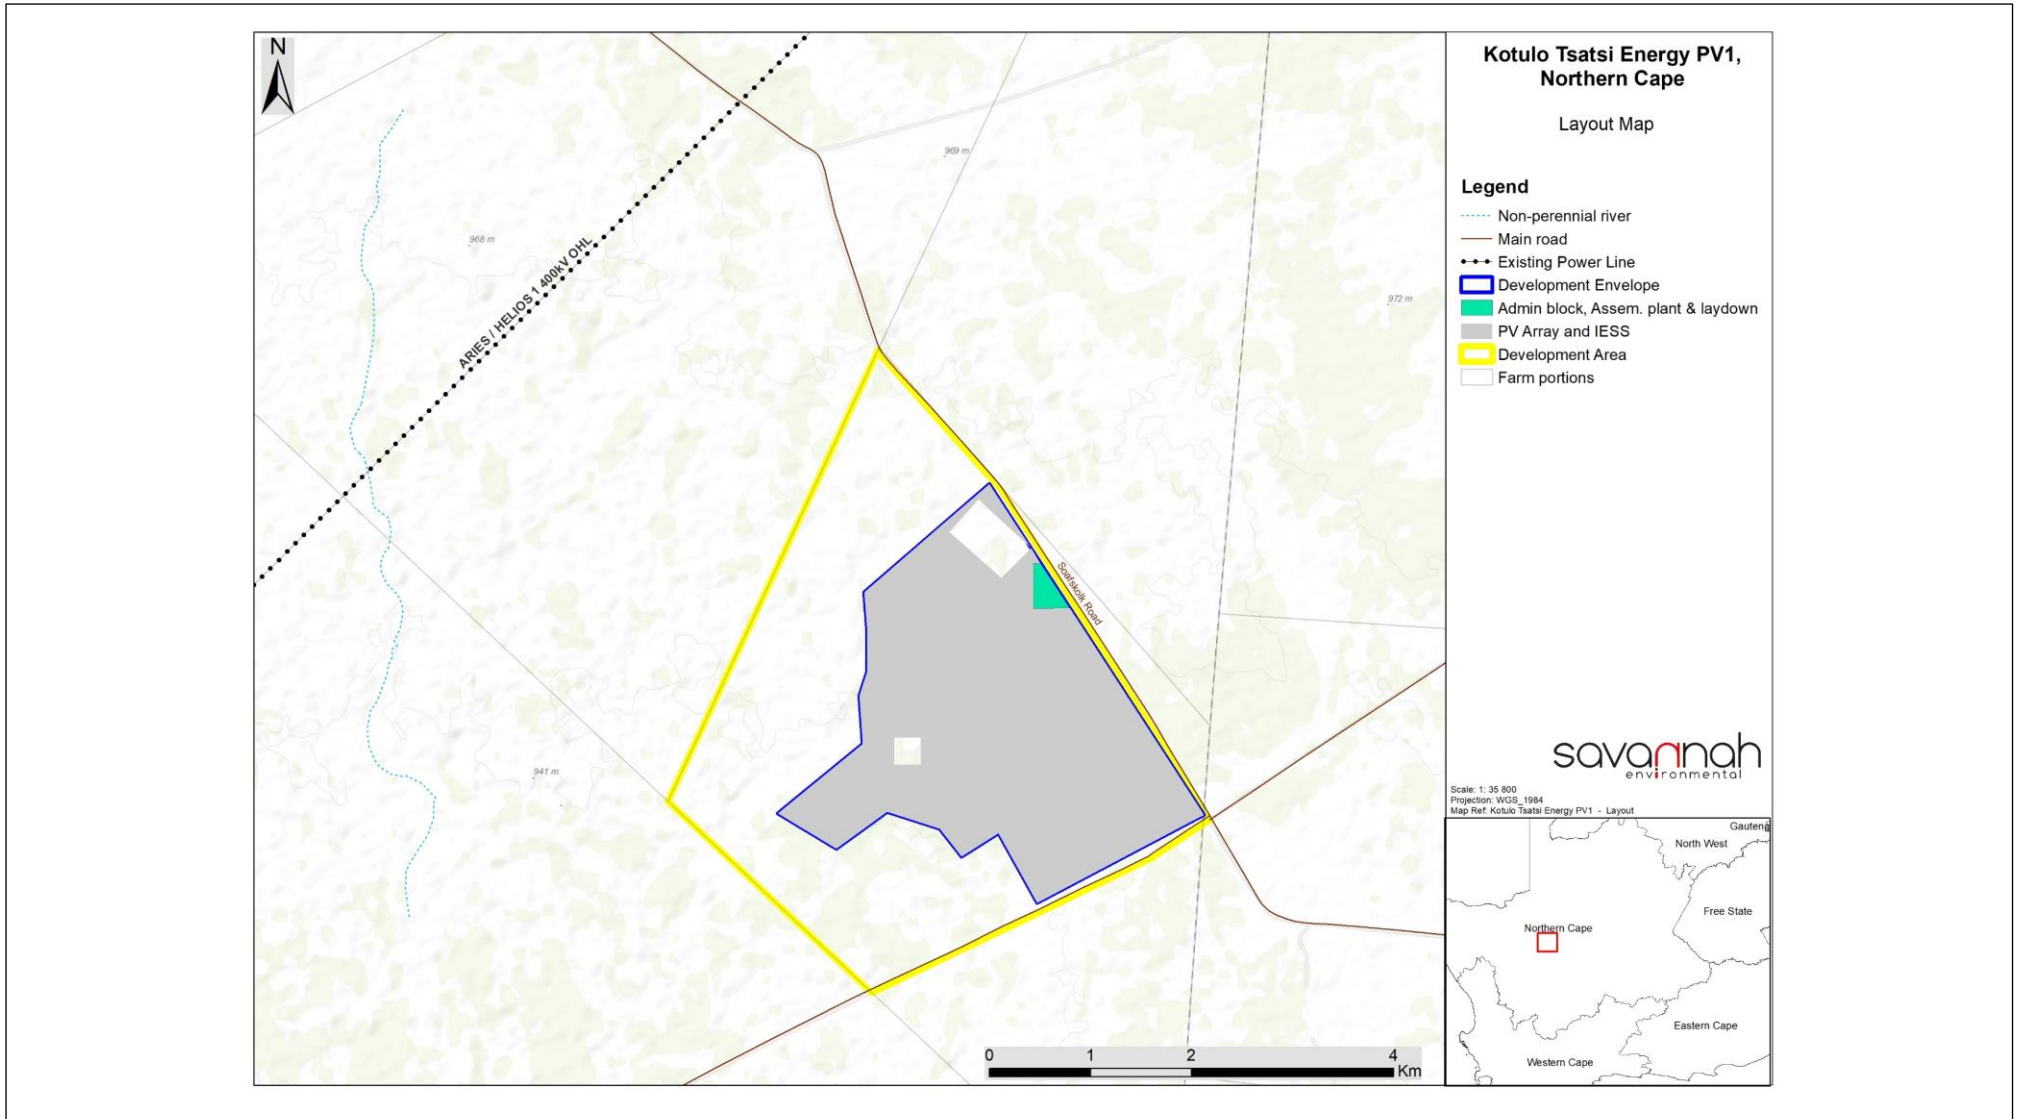 N
ARIES / HELIOS 1 400kV OHL
968 m
969 m
972 m
941 m
Soafskolk Road
0 1 2 4
Km
Kotulo Tsatsi Energy PV1,
Northern Cape
Layout Map
Legend
Non-perennial river
Main road
Existing Power Line
Development Envelope
Admin block, Assem. plant & laydown
PV Array and IESS
Development Area
Farm portions
savannah
environmental
Scale: 1: 35 800
Projection: WGS_1984
Map Ref: Kotulo Tsatsi Energy PV1 - Layout
Gauteng
North West
Free State
Northern Cape
Eastern Cape
Western Cape